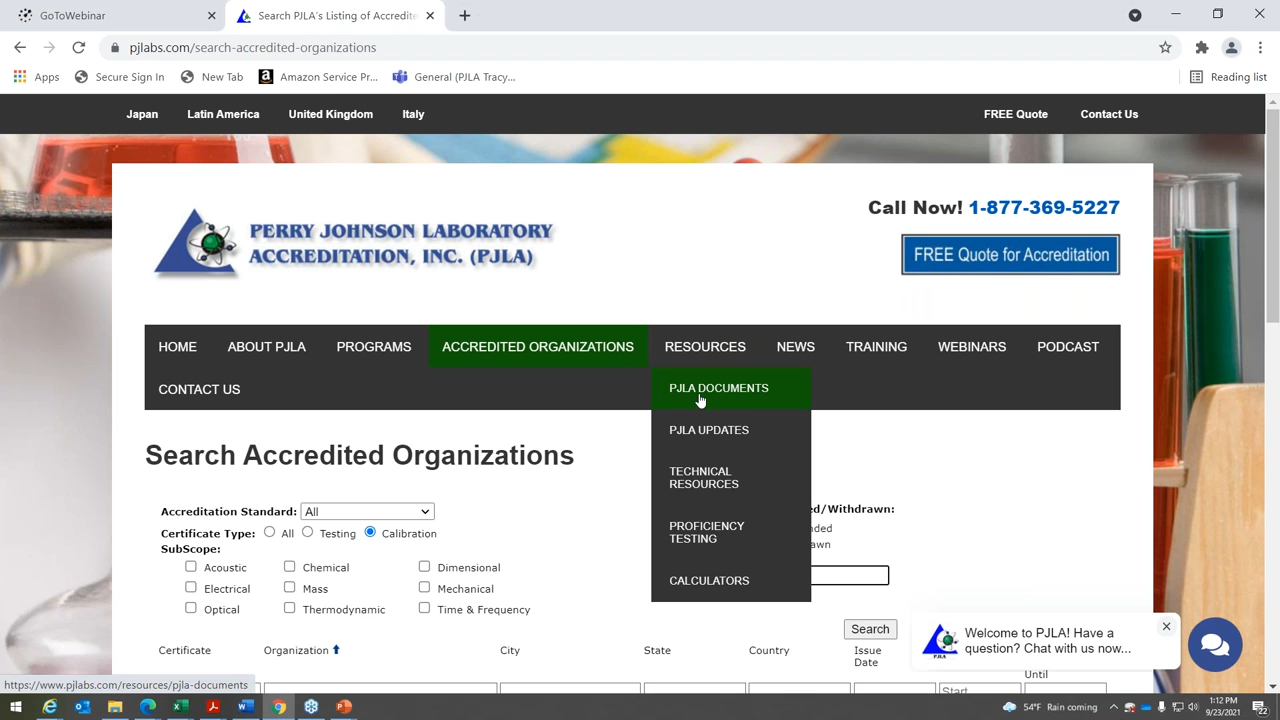 GoToWebinar
Search PJLA's Listing of Accredite
pjlabs.com/search-accredited-organizations
Apps
Secure Sign In
New Tab
Amazon Service Pr...
General (PJLA Tracy...
Reading list
Japan
Latin America
United Kingdom
Italy
FREE Quote
Contact Us
PERRY JOHNSON LABORATORY
ACCREDITATION, INC. (PJLA)
Call Now! 1-877-369-5227
FREE Quote for Accreditation
HOME
ABOUT PJLA
PROGRAMS
ACCREDITED ORGANIZATIONS
RESOURCES
NEWS
TRAINING
WEBINARS
PODCAST
CONTACT US
PJLA DOCUMENTS
PJLA UPDATES
TECHNICAL
RESOURCES
PROFICIENCY
TESTING
CALCULATORS
Search Accredited Organizations
Accreditation Standard: All
ed/Withdrawn:
Certificate Type: All Testing Calibration
nded
SubScope:
awn
Acoustic Chemical Dimensional
Electrical Mass Mechanical
Optical Thermodynamic Time & Frequency
Search
Certificate
Organization
City
State
Country
Issue
Date
Until
Start
Welcome to PJLA! Have a
question? Chat with us now...
PJLA
https://www.pjlabs.com/resources/pjla-documents
54°F Rain coming
1:12 PM
9/23/2021
22